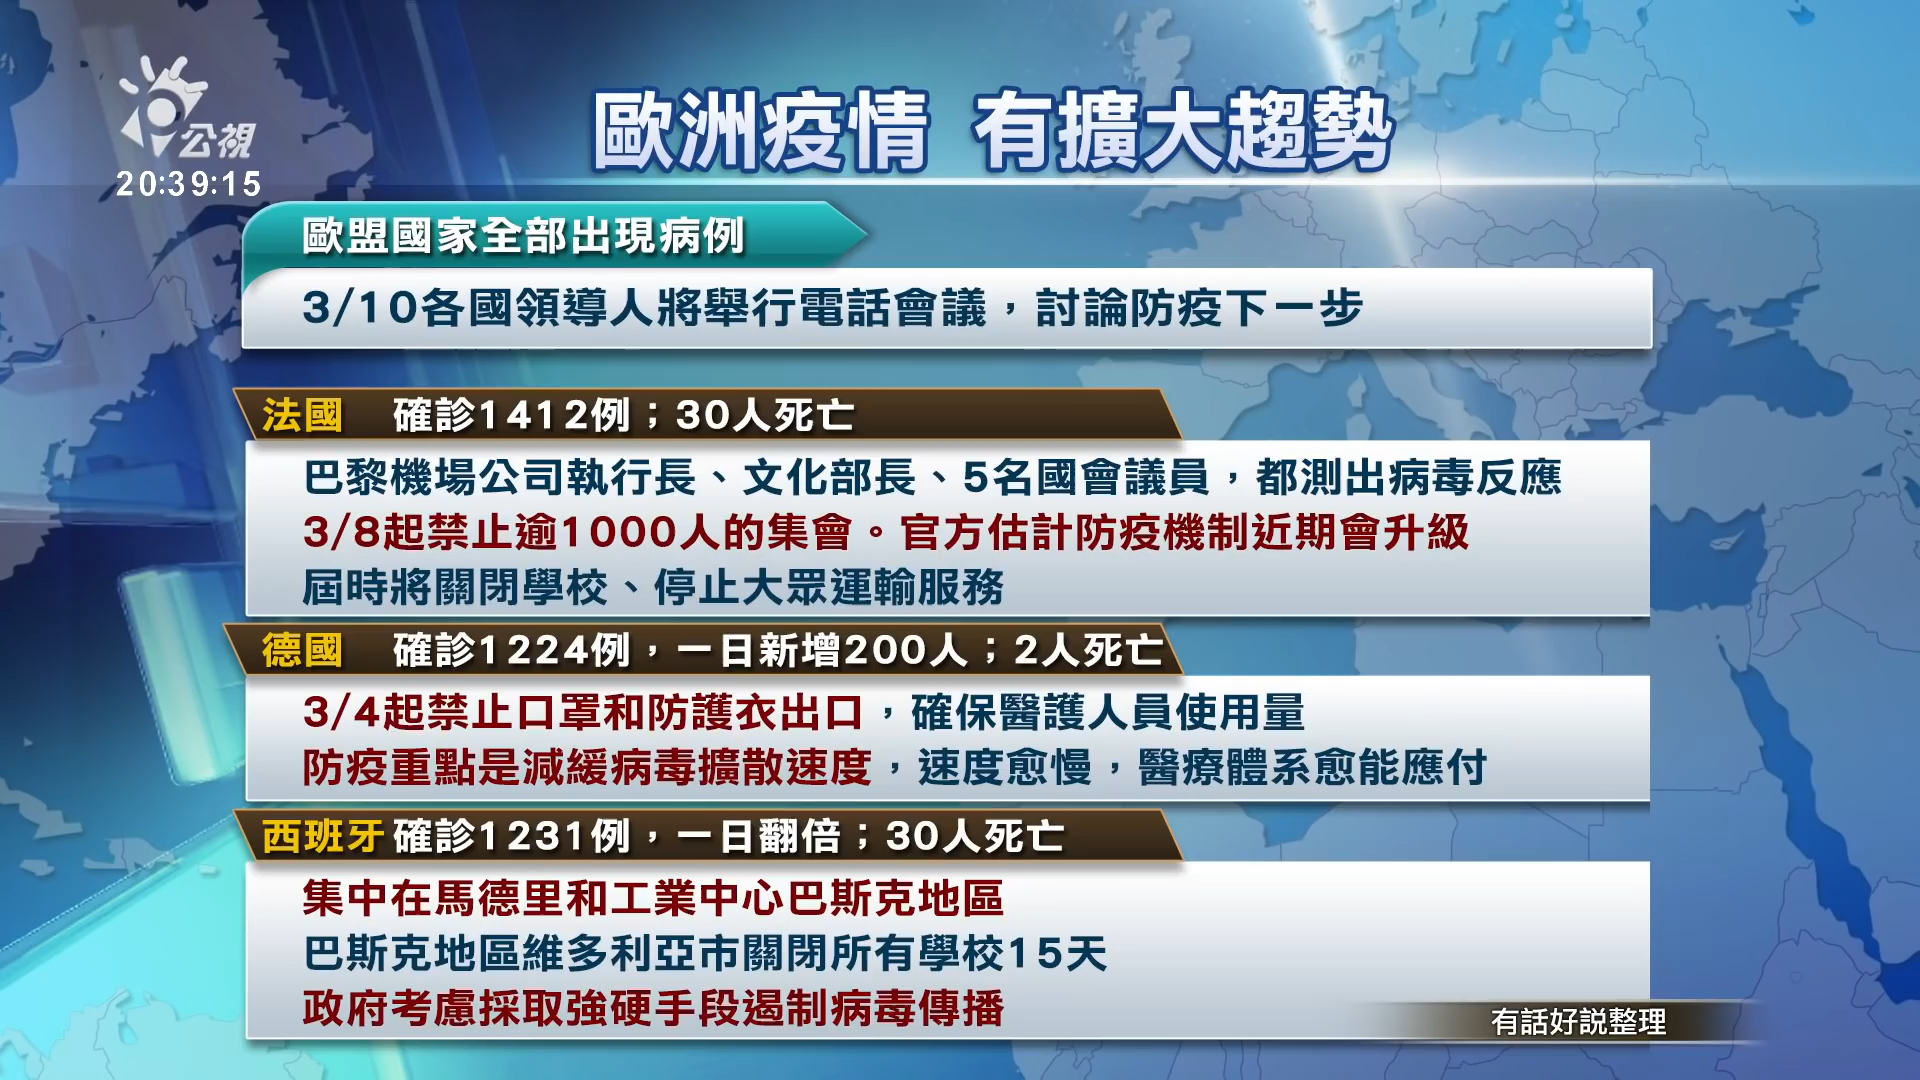 公視
20:39:15
歐洲疫情 有擴大趨勢
歐盟國家全部出現病例
3/10各國領導人將舉行電話會議，討論防疫下一步
法國 確診1412例；30人死亡
巴黎機場公司執行長、文化部長、5名國會議員，都測出病毒反應
3/8起禁止逾1000人的集會。官方估計防疫機制近期會升級
屆時將關閉學校、停止大眾運輸服務
德國 確診1224例，一日新增200人；2人死亡
3/4起禁止口罩和防護衣出口，確保醫護人員使用量
防疫重點是減緩病毒擴散速度，速度愈慢，醫療體系愈能應付
西班牙 確診1231例，一日翻倍；30人死亡
集中在馬德里和工業中心巴斯克地區
巴斯克地區維多利亞市關閉所有學校15天
政府考慮採取強硬手段遏制病毒傳播
有話好說整理